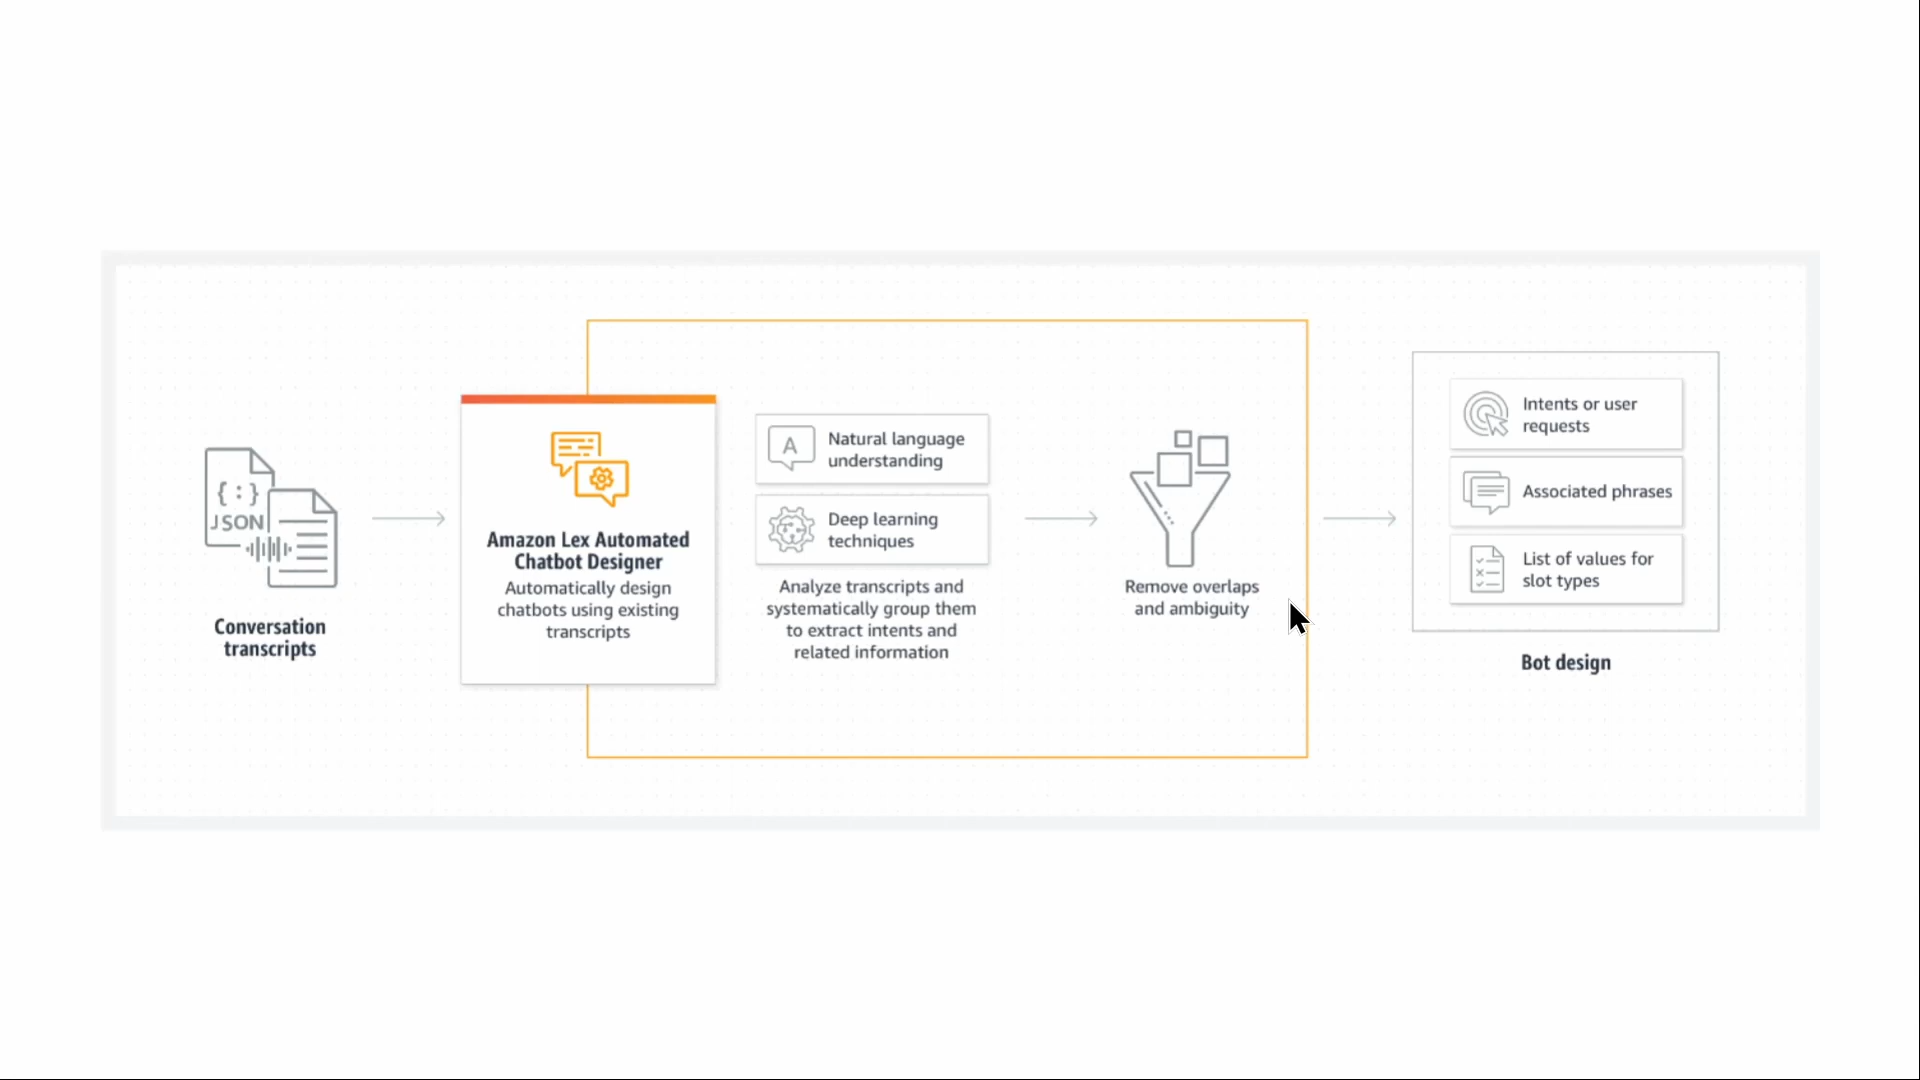 {:}
JSON
Conversation
transcripts
Amazon Lex Automated
Chatbot Designer
Automatically design
chatbots using existing
transcripts
A
Natural language
understanding
Deep learning
techniques
Analyze transcripts and
systematically group them
to extract intents and
related information
Remove overlaps
and ambiguity
Intents or user
requests
Associated phrases
List of values for
slot types
Bot design